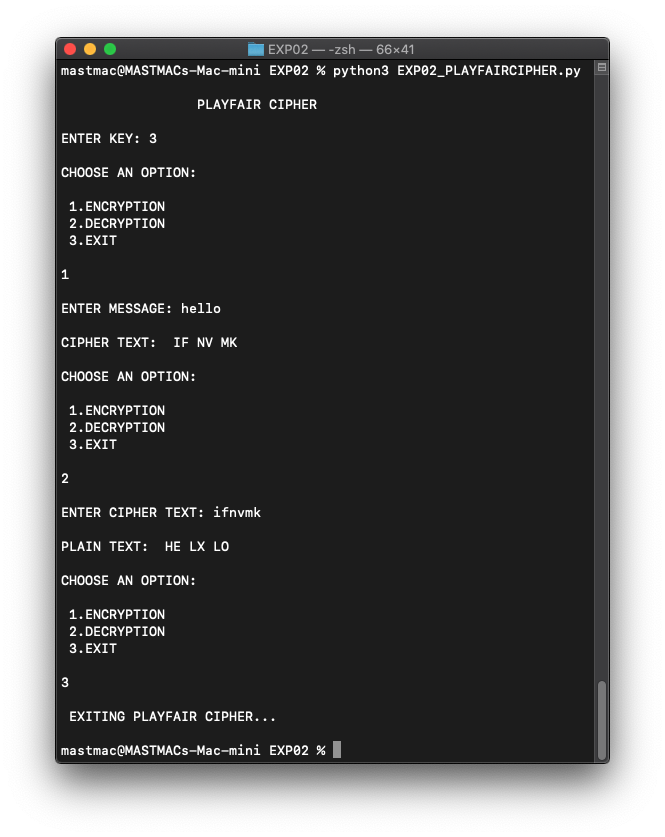 EXP02 — -zsh — 66×41
mastmac@MASTMACs-Mac-mini EXP02 % python3 EXP02_PLAYFAIRCIPHER.py
PLAYFAIR CIPHER
ENTER KEY: 3
CHOOSE AN OPTION:
1.ENCRYPTION
2.DECRYPTION
3.EXIT
1
ENTER MESSAGE: hello
CIPHER TEXT:  IF NV MK
CHOOSE AN OPTION:
1.ENCRYPTION
2.DECRYPTION
3.EXIT
2
ENTER CIPHER TEXT: ifnvmk
PLAIN TEXT:  HE LX LO
CHOOSE AN OPTION:
1.ENCRYPTION
2.DECRYPTION
3.EXIT
3
EXITING PLAYFAIR CIPHER...
mastmac@MASTMACs-Mac-mini EXP02 %